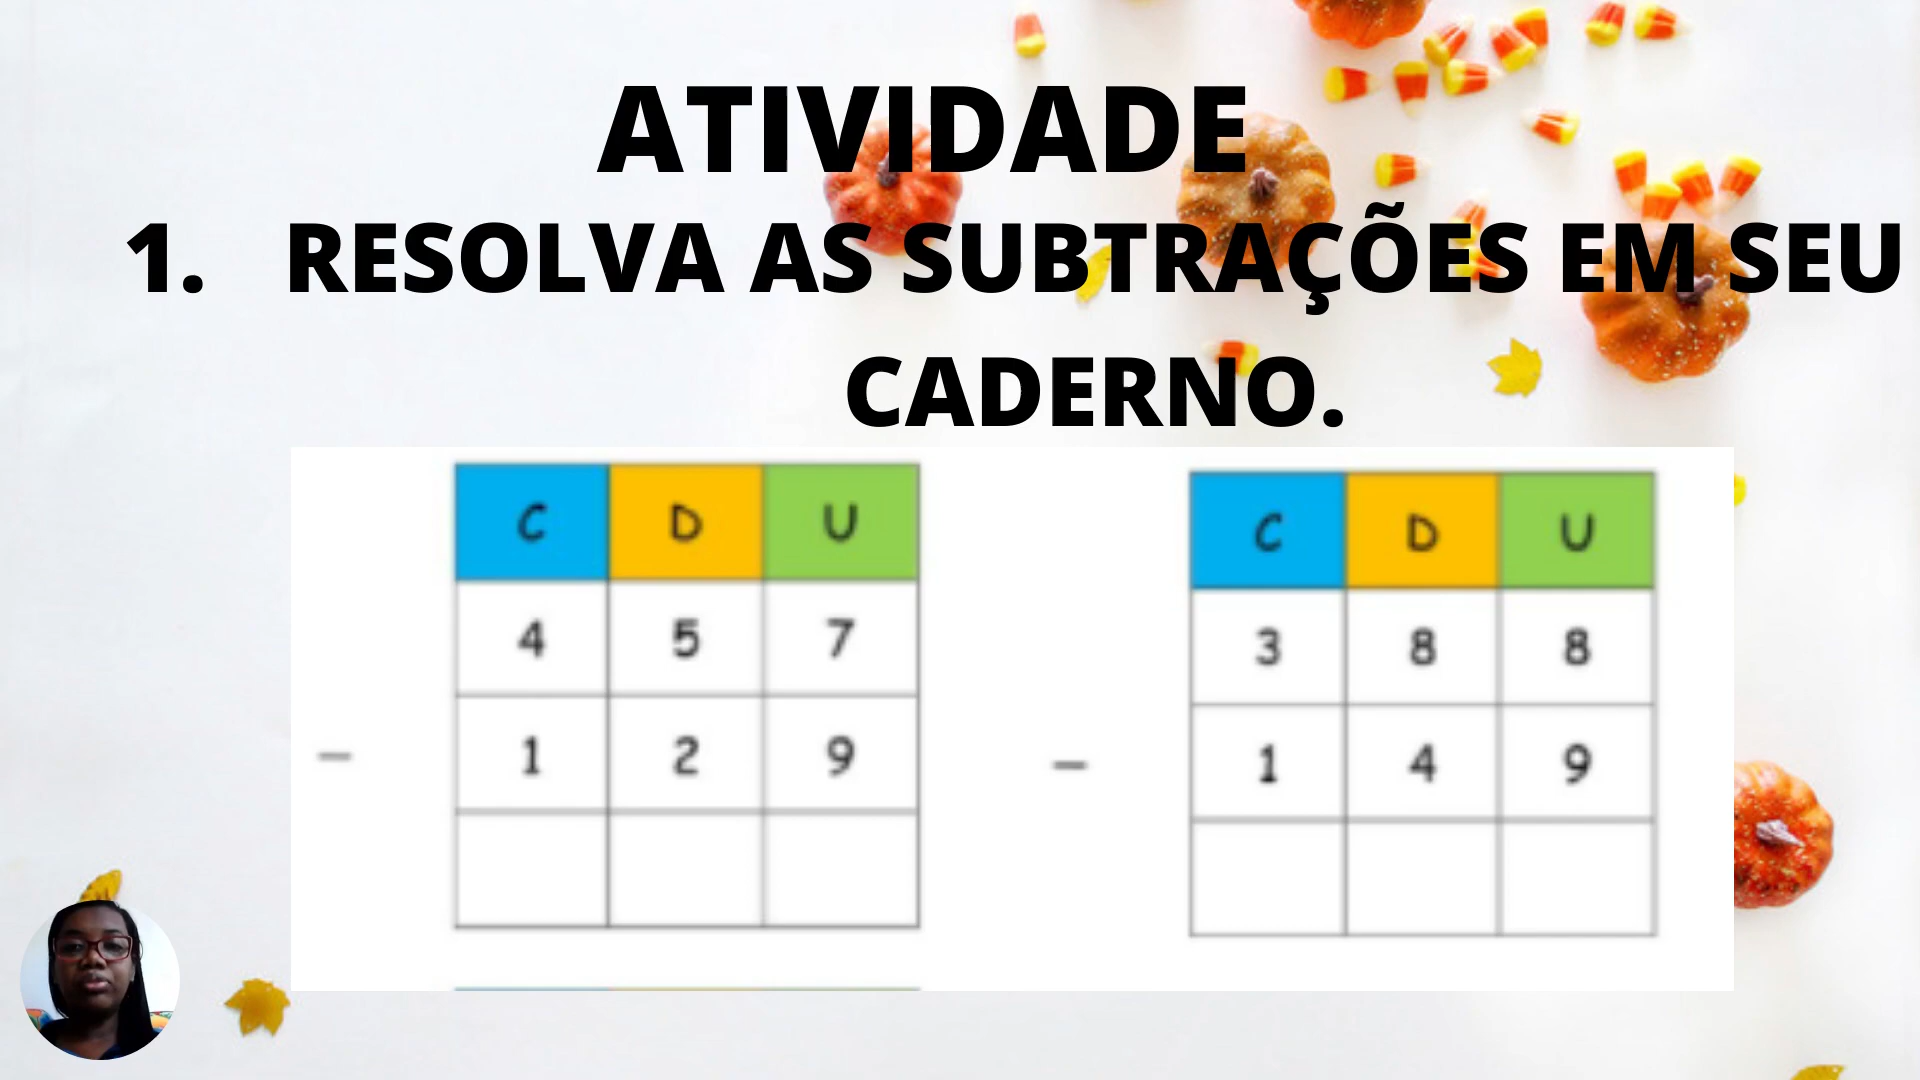 ATIVIDADE
1. RESOLVA AS SUBTRAÇÕES EM SEU
CADERNO.
C D U
4 5 7
- 1 2 9
C D U
3 8 8
- 1 4 9